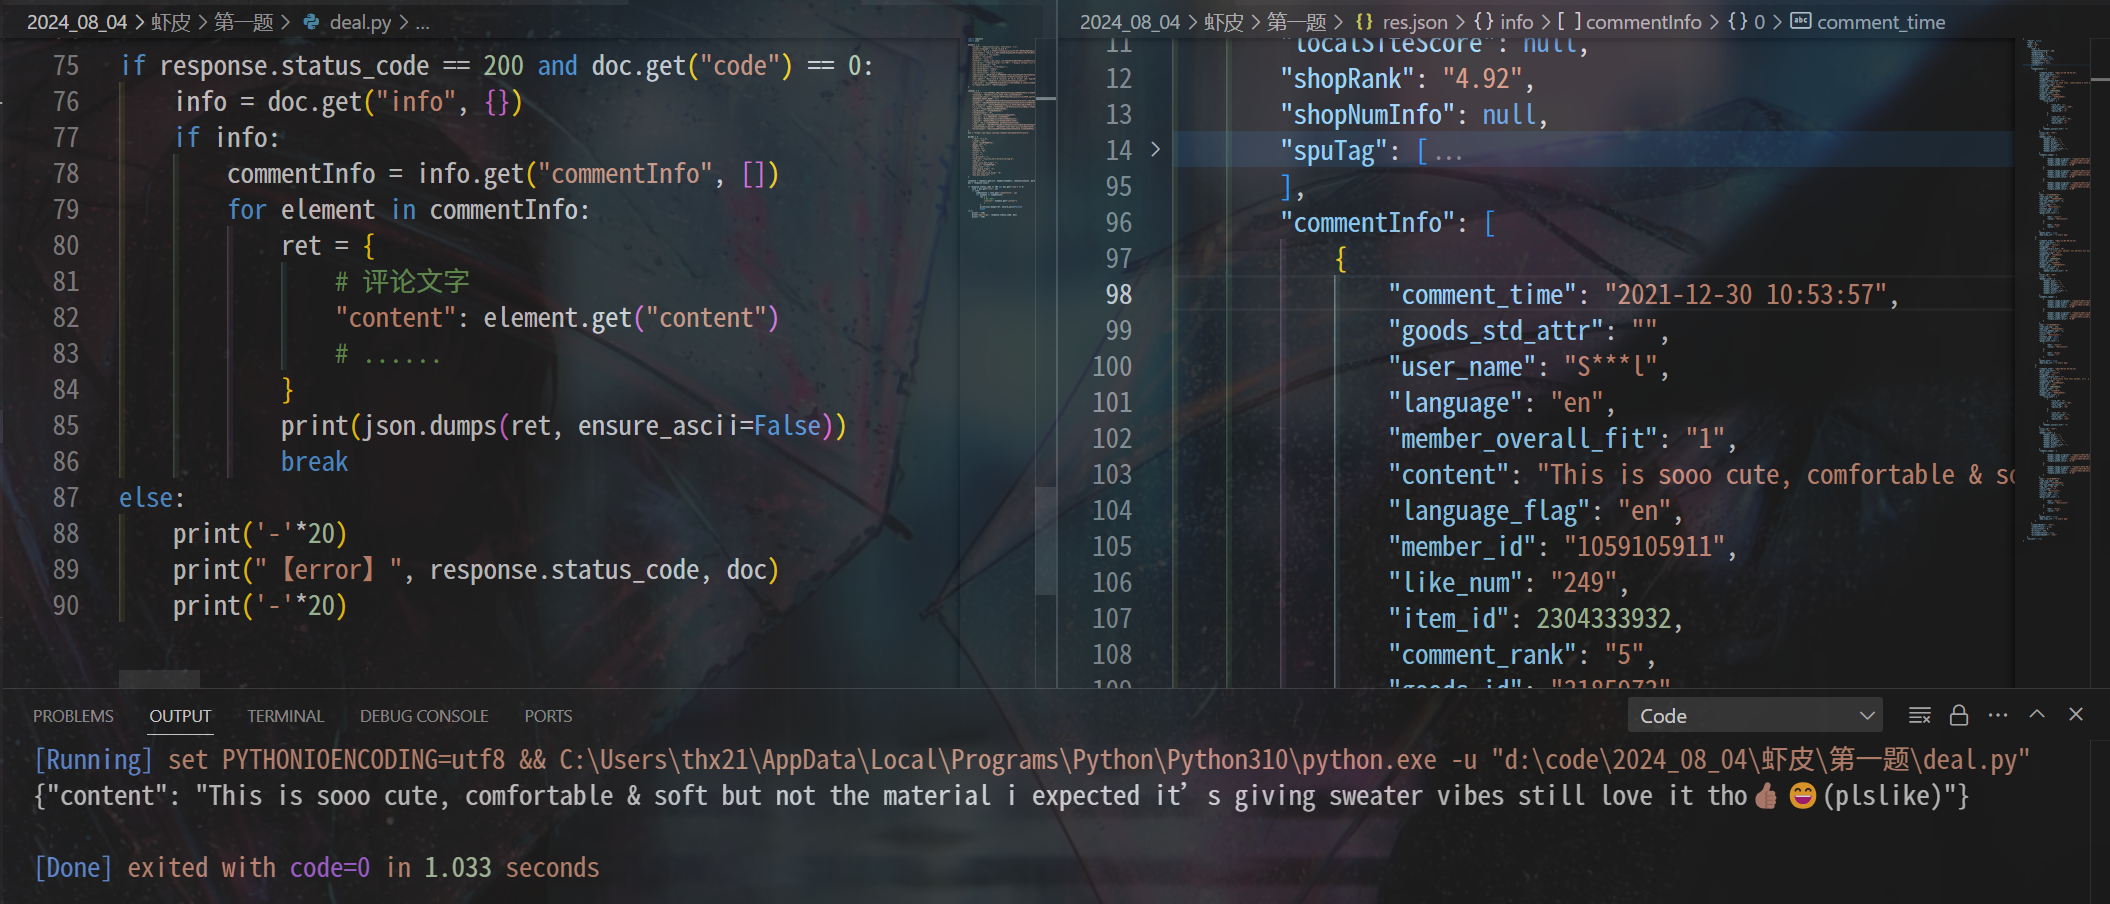 2024_08_04 > 虾皮 > 第一题 > deal.py > ...
75 if response.status_code == 200 and doc.get("code") == 0:
76 info = doc.get("info", {})
77 if info:
78 commentInfo = info.get("commentInfo", [])
79 for element in commentInfo:
80 ret = {
81 # 评论文字
82 "content": element.get("content")
83 # ......
84 }
85 print(json.dumps(ret, ensure_ascii=False))
86 break
87 else:
88 print('-'*20)
89 print("【error】", response.status_code, doc)
90 print('-'*20)
2024_08_04 > 虾皮 > 第一题 > {} res.json > {} info > [ ] commentInfo > {} 0 > abc comment_time
11 "localSiteScore": null,
12 "shopRank": "4.92",
13 "shopNumInfo": null,
14 > "spuTag": [...
95 ],
96 "commentInfo": [
97 {
98 "comment_time": "2021-12-30 10:53:57",
99 "goods_std_attr": "",
100 "user_name": "S***l",
101 "language": "en",
102 "member_overall_fit": "1",
103 "content": "This is sooo cute, comfortable & so
104 "language_flag": "en",
105 "member_id": "1059105911",
106 "like_num": "249",
107 "item_id": 2304333932,
108 "comment_rank": "5",
PROBLEMS OUTPUT TERMINAL DEBUG CONSOLE PORTS Code
[Running] set PYTHONIOENCODING=utf8 && C:\Users\thx21\AppData\Local\Programs\Python\Python310\python.exe -u "d:\code\2024_08_04\虾皮\第一题\deal.py"
{"content": "This is sooo cute, comfortable & soft but not the material i expected it’s giving sweater vibes still love it tho👍🏽😄(plslike)"}
[Done] exited with code=0 in 1.033 seconds